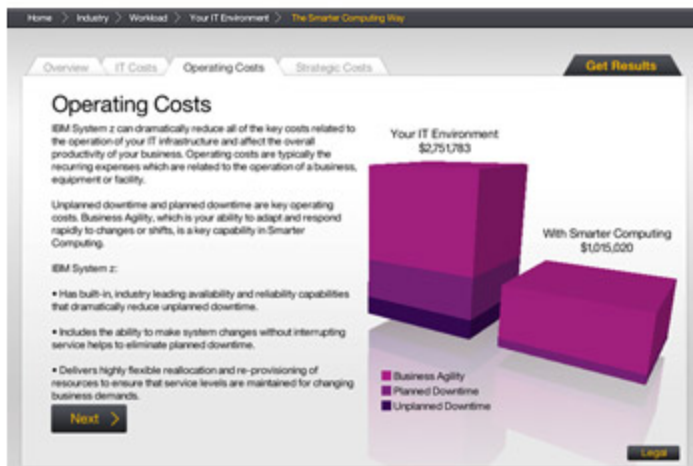 Home > Industry > Workload > Your IT Environment > The Smarter Computing Way
Overview
IT Costs
Operating Costs
Strategic Costs
Get Results
Operating Costs
IBM System z can dramatically reduce all of the key costs related to
the operation of your IT infrastructure and affect the overall
productivity of your business. Operating costs are typically the
recurring expenses which are related to the operation of a business,
equipment or facility.
Unplanned downtime and planned downtime are key operating
costs. Business Agility, which is your ability to adapt and respond
rapidly to changes or shifts, is a key capability in Smarter
Computing.
IBM System z:
• Has built-in, industry leading availability and reliability capabilities
that dramatically reduce unplanned downtime.
• Includes the ability to make system changes without interrupting
service helps to eliminate planned downtime.
• Delivers highly flexible reallocation and re-provisioning of
resources to ensure that service levels are maintained for changing
business demands.
Next >
Your IT Environment
$2,751,783
With Smarter Computing
$1,015,020
Business Agility
Planned Downtime
Unplanned Downtime
Legal